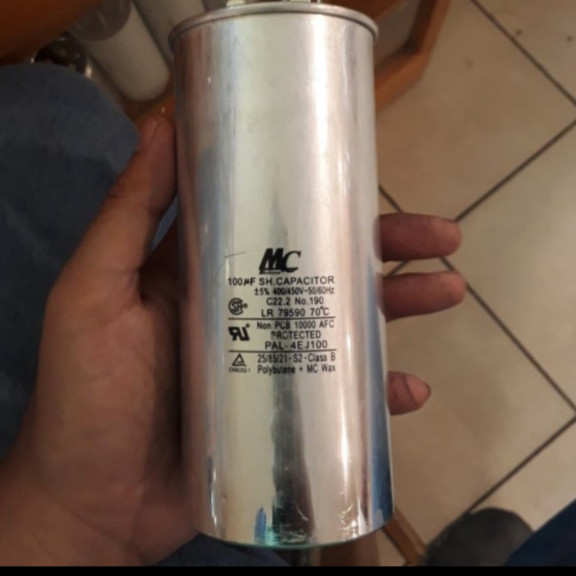 MC
100µF SH.CAPACITOR
±5% 400/450V~50/60Hz
C22.2 No.190
LR 79590 70°C
Non PCB 10000 AFC
PROTECTED
PAL-4EJ100
25/85/21-S2-Class B
Polybutene + MC Wax